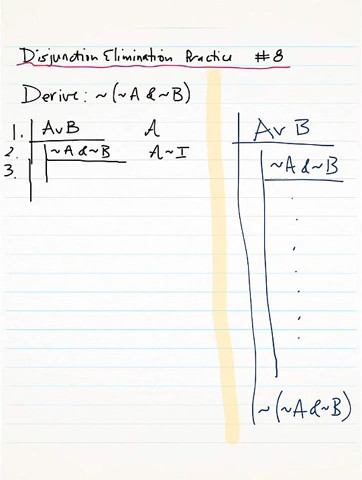 Disjunction Elimination Practice #8
Derive: ~(~A & ~B)
1. A v B A
2. ~A & ~B A ~I
3.
A v B
~A & ~B
.
.
.
.
.
.
~(~A & ~B)